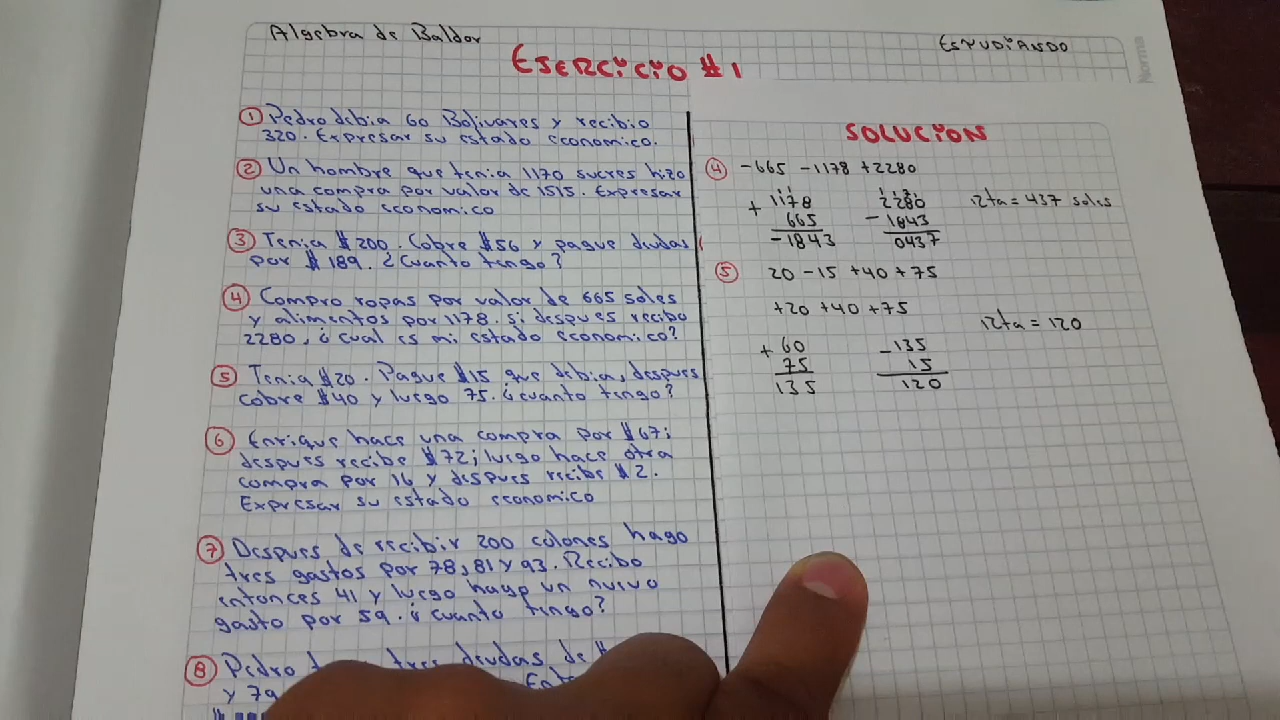 Algebra de Baldor
ESTUDIANDO
EJERCiCiO #1
① Pedro debia 60 Bolivares y recibio
320. Expresar su estado economico.
② Un hombre que tenia 1170 sucres hizo
una compra por valor de 1515. Expresar
su estado economico
③ Tenia $200. Cobre $56 y pague deudas
por $189. ¿Cuanto tengo?
④ Compro ropas por valor de 665 soles
y alimentos por 1178. Si despues recibo
2280, ¿cual es mi estado economico?
⑤ Tenia $20. Pague $15 que debia, despues
cobre $40 y luego 75. ¿cuanto tengo?
⑥ Enrique hace una compra por $67;
despues recibe $72; luego hace otra
compra por 16 y despues recibe $2.
Expresar su estado economico
⑦ Despues de recibir 200 colones hago
tres gastos por 78, 81 y 93. Recibo
entonces 41 y luego hago un nuevo
gasto por 59. ¿cuanto tengo?
⑧ Pedro tres deudas de
y 79
SOLUCION
④ -665 -1178 +2280
1178 2280 rta = 437 soles
+ 665 - 1843
-1843 0437
⑤ 20 -15 +40 +75
+20 +40 +75
rta = 120
+ 60 - 135
75 15
135 120
Norma